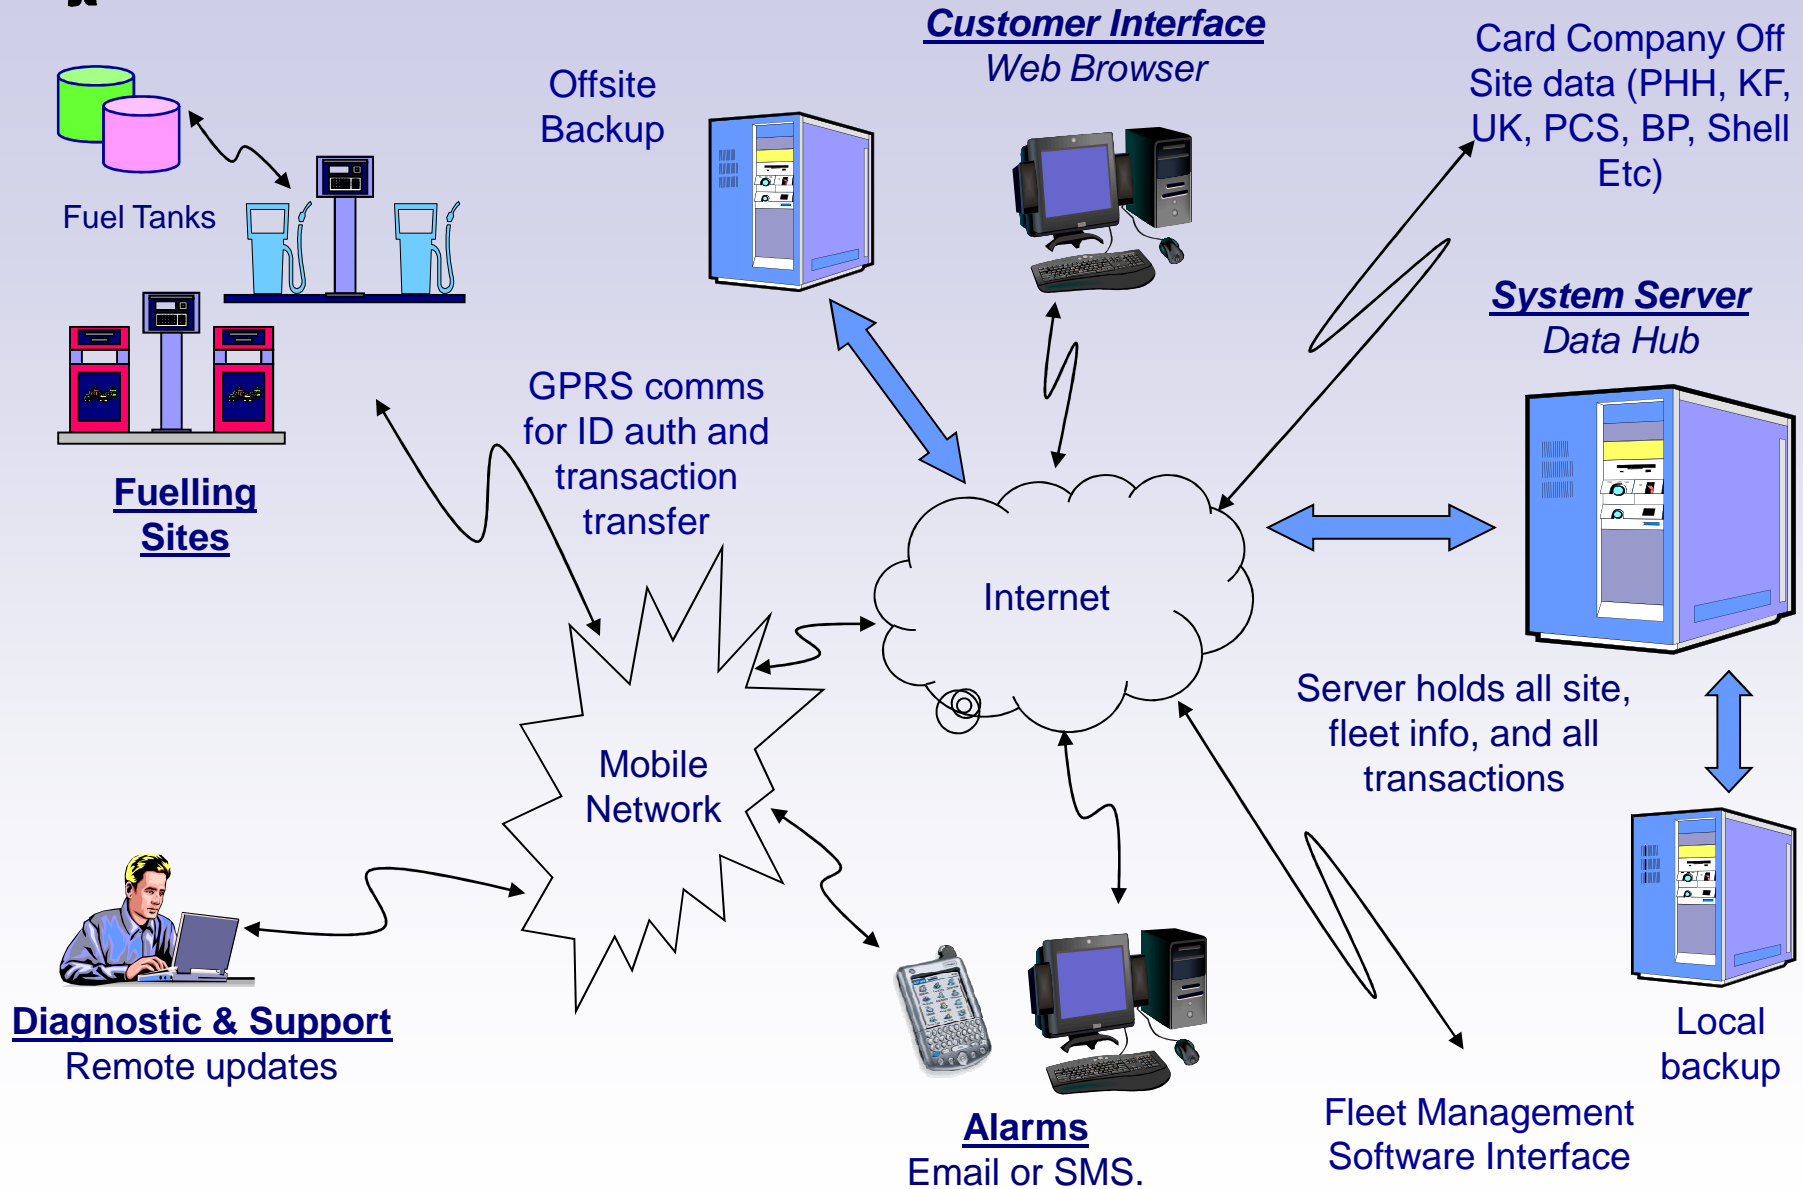 Customer Interface
Web Browser
Card Company Off
Site data (PHH, KF,
UK, PCS, BP, Shell
Etc)
Offsite
Backup
Fuel Tanks
System Server
Data Hub
GPRS comms
for ID auth and
transaction
transfer
Fuelling
Sites
Internet
Server holds all site,
fleet info, and all
transactions
Mobile
Network
Diagnostic & Support
Remote updates
Local
backup
Alarms
Email or SMS.
Fleet Management
Software Interface